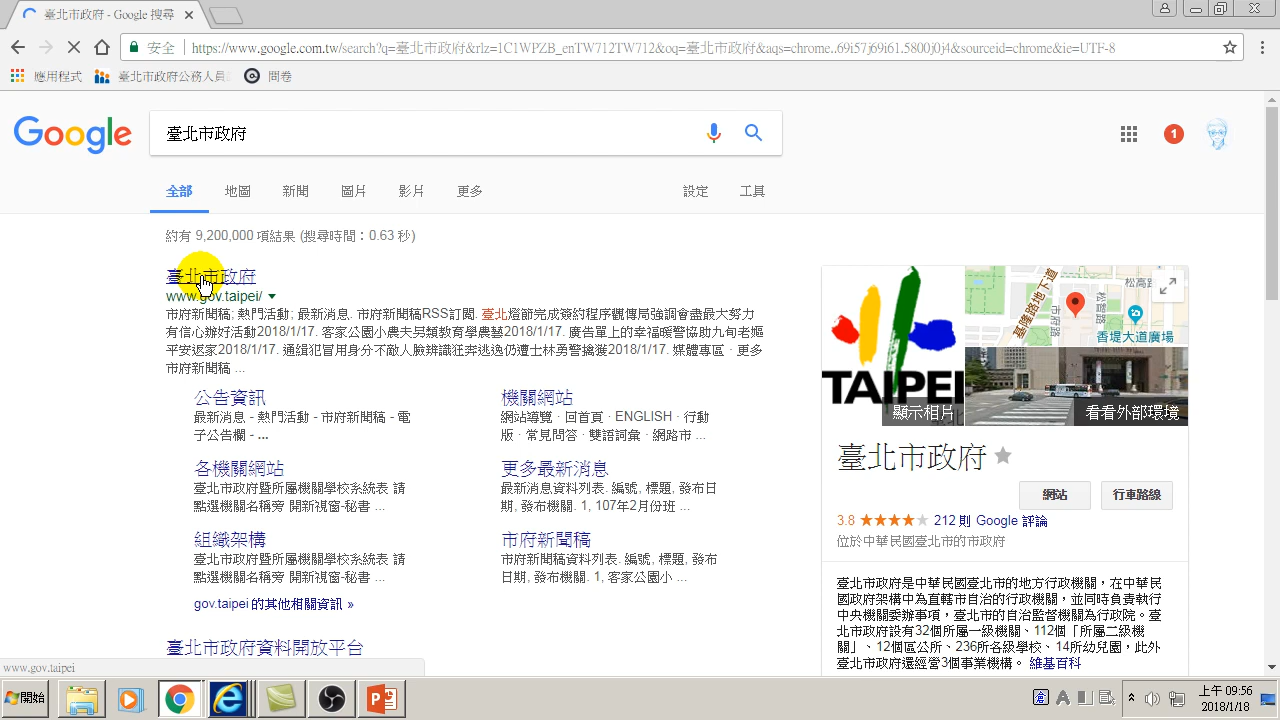 臺北市政府 - Google 搜尋
安全 https://www.google.com.tw/search?q=臺北市政府&rlz=1C1WPZB_zhTW712TW712&oq=臺北市政府&aqs=chrome..69i57j69i61.5800j0j4&sourceid=chrome&ie=UTF-8
應用程式 臺北市政府公務人員 問卷
Google 臺北市政府 1
全部 地圖 新聞 圖片 影片 更多 設定 工具
約有 9,200,000 項結果 (搜尋時間：0.63 秒)
臺北市政府
www.gov.taipei/
市府新聞稿; 熱門活動; 最新消息. 市府新聞稿RSS訂閱. 臺北燈節完成簽約程序觀傳局強調會盡最大努力
有信心辦好活動2018/1/17. 客家公園小農夫吳錦教育學農藝2018/1/17. 廣告單上的幸福暖警協助九旬老嫗
平安返家2018/1/17. 通緝犯冒用身分不敵人臉辨識狂奔逃逸仍遭士林勇警擒獲2018/1/17. 媒體專區 · 更多
市府新聞稿 ...
公告資訊
最新消息 - 熱門活動 - 市府新聞稿 - 電
子公告欄 - ...
機關網站
網站導覽 · 回首頁 · ENGLISH · 行動
版 · 常見問答 · 雙語詞彙 · 網路市 ...
各機關網站
臺北市政府暨所屬機關學校系統表 請
點選機關名稱旁 開新視窗-秘書 ...
更多最新消息
最新消息資料列表. 編號, 標題, 發布日
期, 發布機關. 1, 107年2月份班 ...
組織架構
臺北市政府暨所屬機關學校系統表 請
點選機關名稱旁 開新視窗-秘書 ...
市府新聞稿
市府新聞稿資料列表. 編號, 標題, 發布
日期, 發布機關. 1, 客家公園小 ...
gov.taipei 的其他相關資訊 »
臺北市政府資料開放平台
www.gov.taipei
TAIPEI
顯示相片
松高路
基隆路地下道
市府路
香堤大道廣場
看看外部環境
臺北市政府
網站 行車路線
3.8 212 則 Google 評論
位於中華民國臺北市的市政府
臺北市政府是中華民國臺北市的地方行政機關，在中華民
國政府架構中為直轄市自治的行政機關，並同時負責執行
中央機關委辦事項，臺北市的自治監督機關為行政院。臺
北市政府設有32個所屬一級機關、112個「所屬二級機
關」、12個區公所、236所各級學校、14所幼兒園，此外
臺北市政府還經營3個事業機構。 維基百科
開始
上午 09:56
2018/1/18